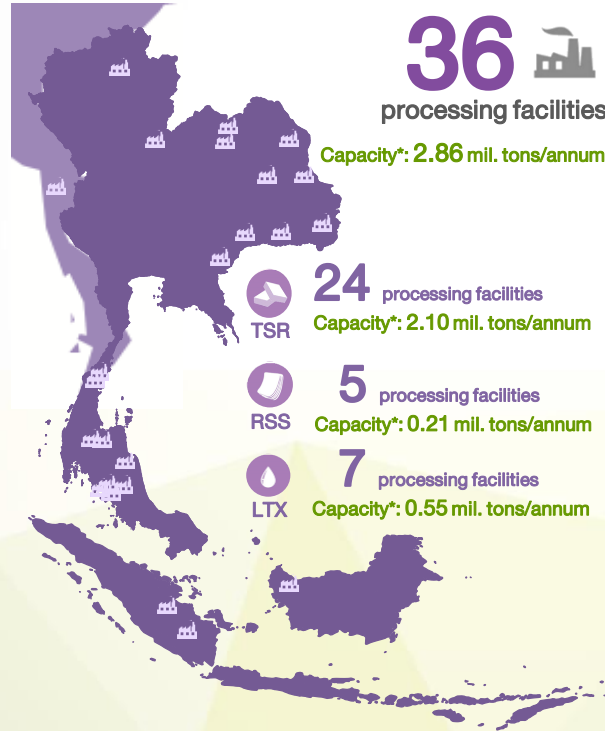 36
processing facilities
Capacity*: 2.86 mil. tons/annum
24 processing facilities
TSR
Capacity*: 2.10 mil. tons/annum
5 processing facilities
RSS
Capacity*: 0.21 mil. tons/annum
7 processing facilities
LTX
Capacity*: 0.55 mil. tons/annum